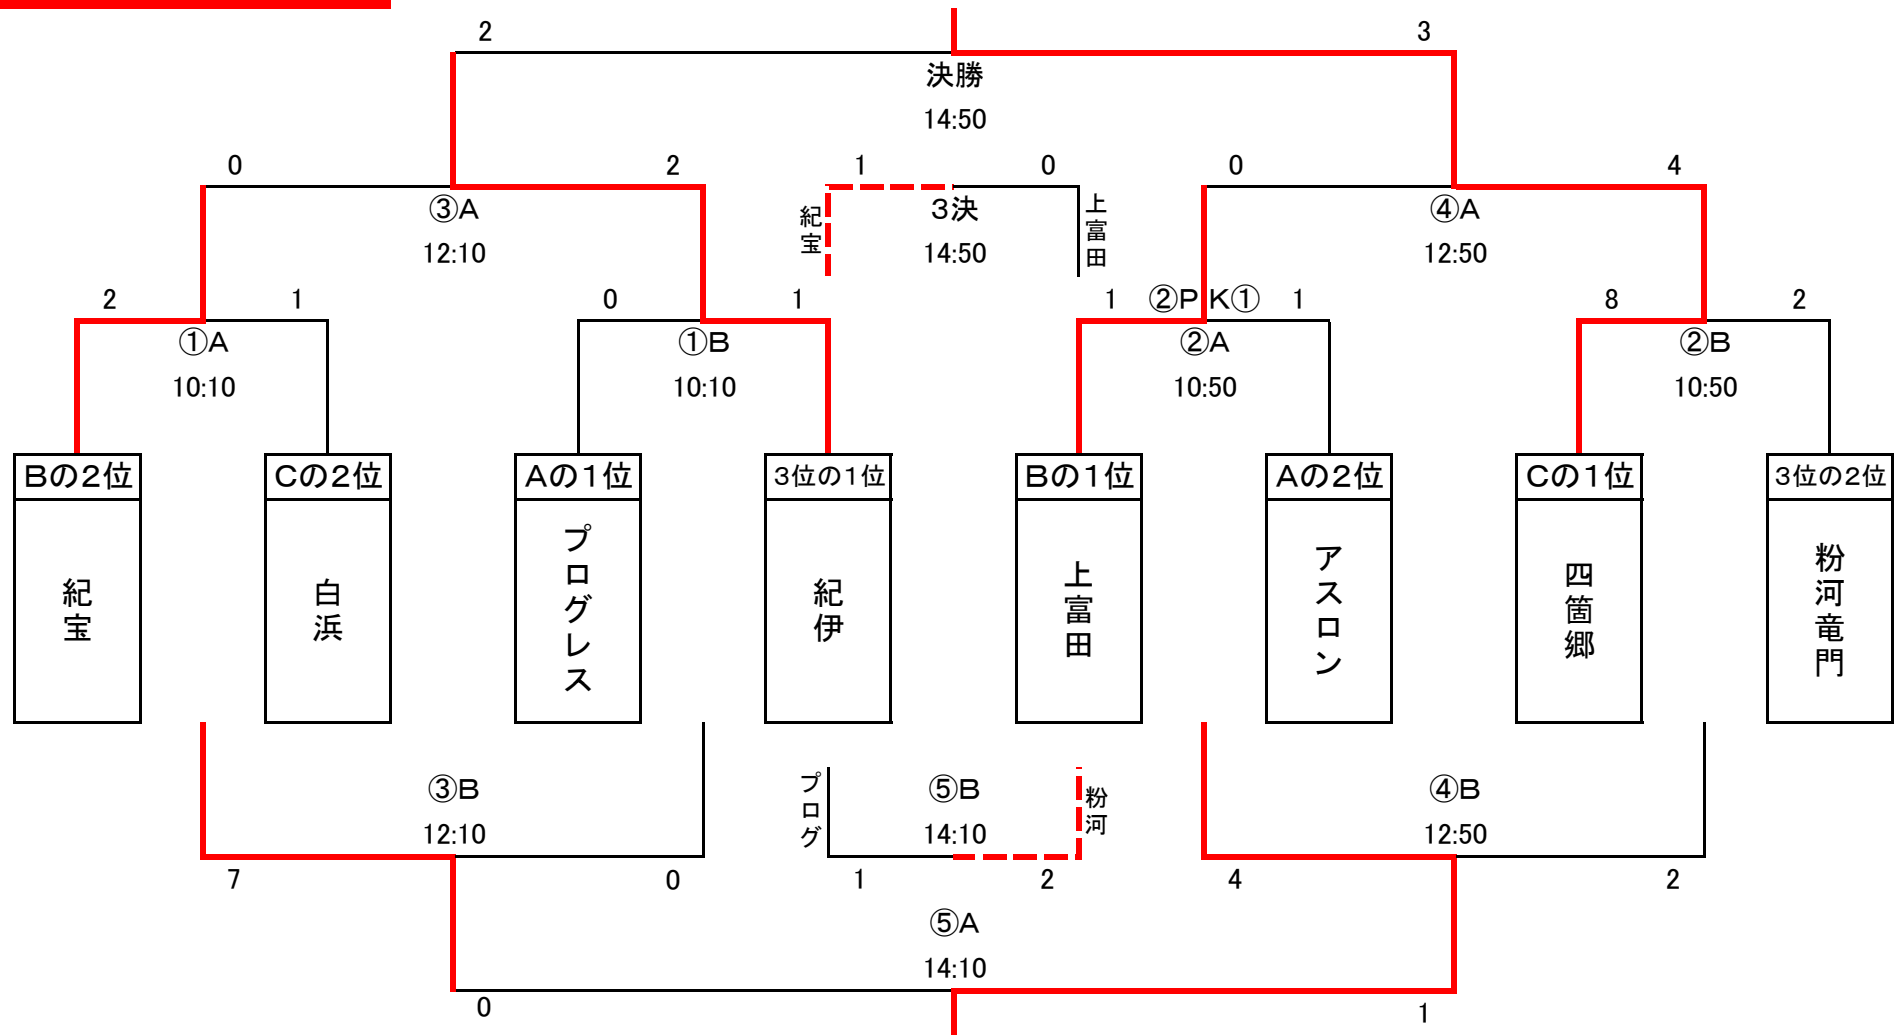 2 3
決勝
14:50
0 2 1 0 0 4
③A 紀宝 3決 上富田 ④A
12:10 14:50 12:50
2 1 0 1 1 ②PK① 1 8 2
①A ①B ②A ②B
10:10 10:10 10:50 10:50
Bの2位 Cの2位 Aの1位 3位の1位 Bの1位 Aの2位 Cの1位 3位の2位
紀宝 白浜 プログレス 紀伊 上富田 アスロン 四箇郷 粉河竜門
③B プログ ⑤B 粉河 ④B
12:10 14:10 12:50
7 0 1 2 4 2
⑤A
14:10
0 1